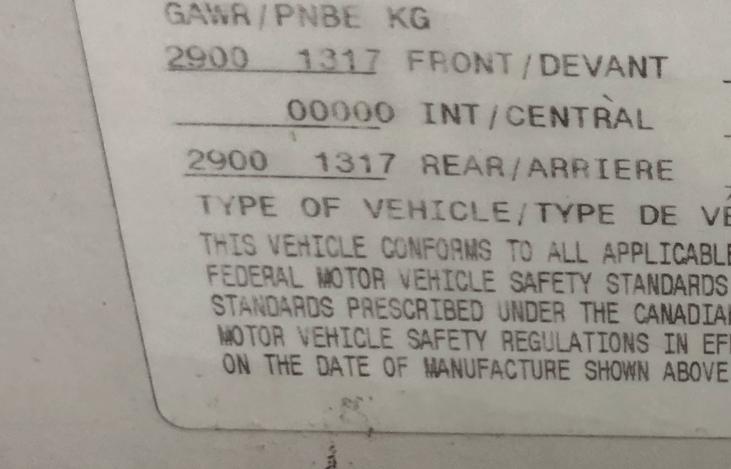 GAWR/PNBE KG
2900 1317 FRONT/DEVANT
00000 INT/CENTRAL
2900 1317 REAR/ARRIERE
TYPE OF VEHICLE/TYPE DE VÉ
THIS VEHICLE CONFORMS TO ALL APPLICABLE
FEDERAL MOTOR VEHICLE SAFETY STANDARDS
STANDARDS PRESCRIBED UNDER THE CANADIAN
MOTOR VEHICLE SAFETY REGULATIONS IN EF
ON THE DATE OF MANUFACTURE SHOWN ABOVE